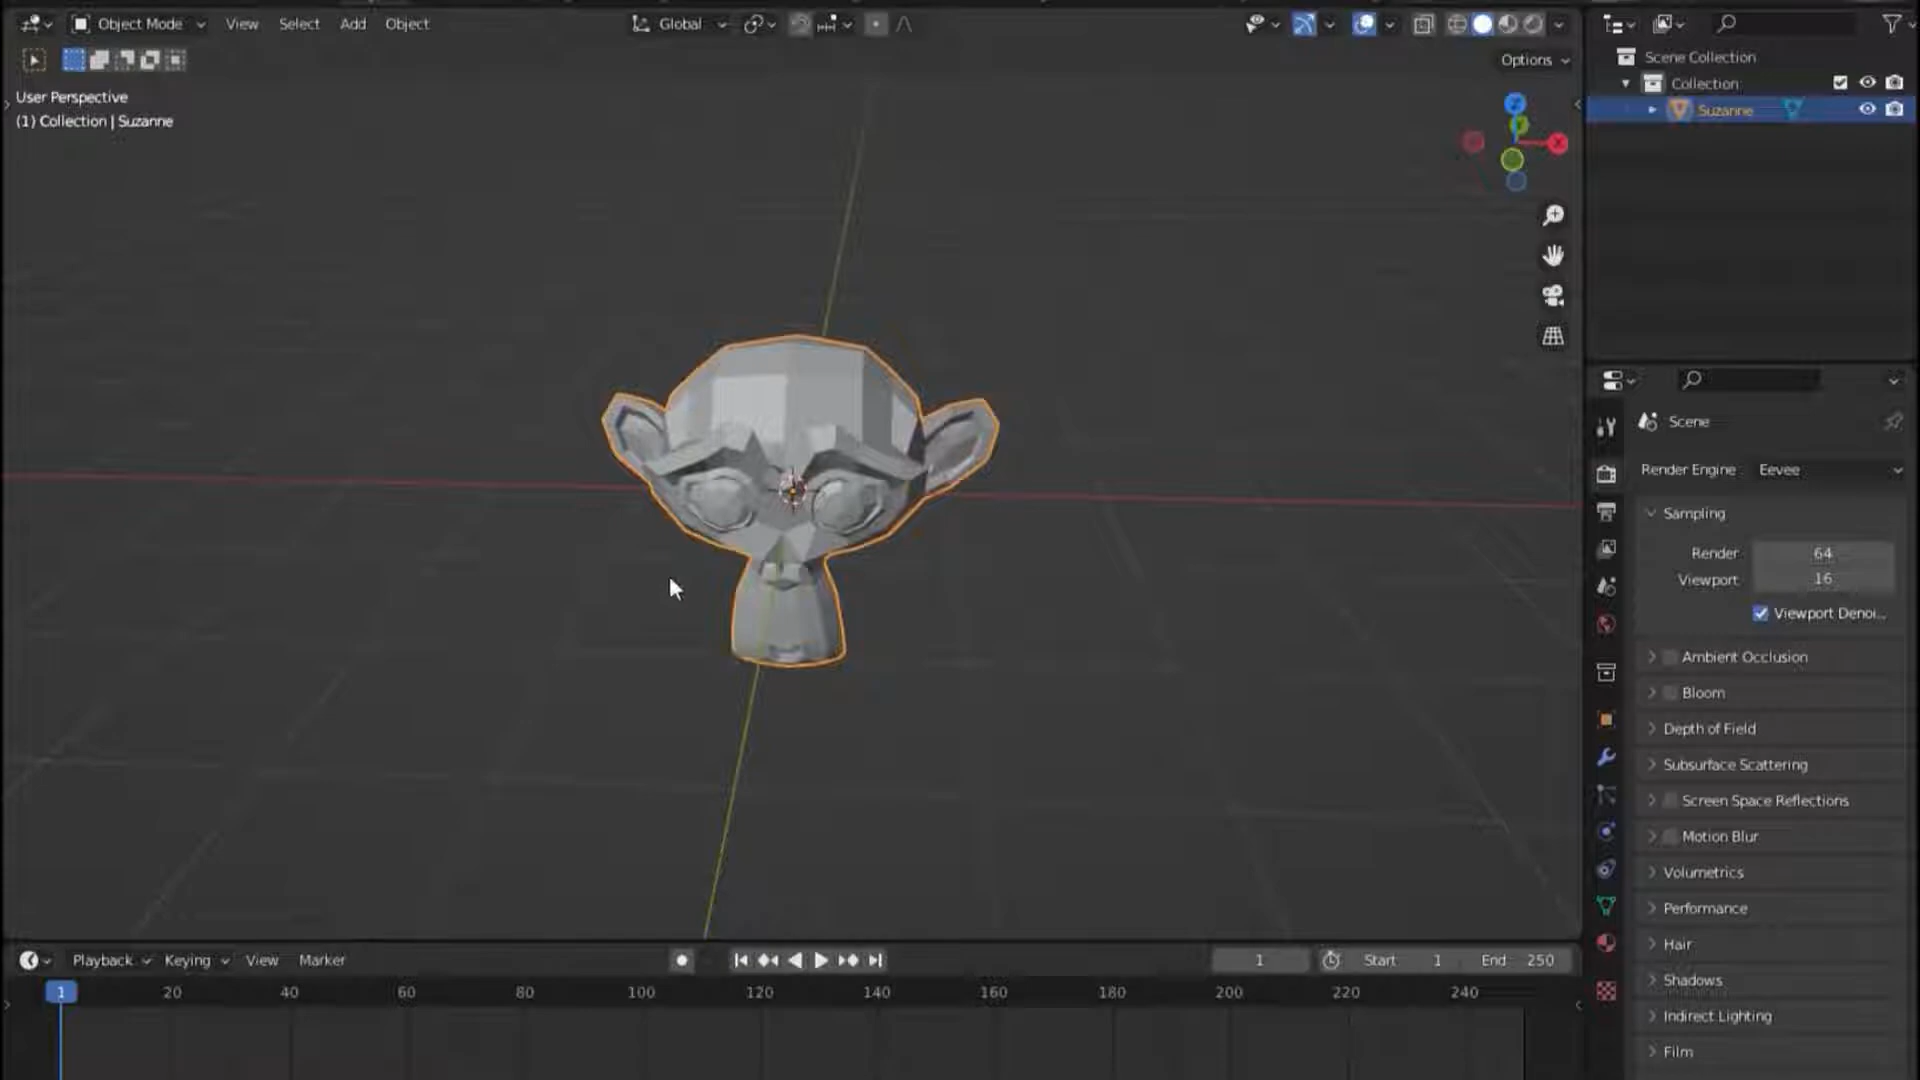 Object Mode View Select Add Object Global
Options
User Perspective
(1) Collection | Suzanne
Z
Y
X
Scene Collection
Collection
Suzanne
Scene
Render Engine Eevee
Sampling
Render 64
Viewport 16
Viewport Denoi...
Ambient Occlusion
Bloom
Depth of Field
Subsurface Scattering
Screen Space Reflections
Motion Blur
Volumetrics
Performance
Hair
Shadows
Indirect Lighting
Film
Playback Keying View Marker 1 Start 1 End 250
1 20 40 60 80 100 120 140 160 180 200 220 240